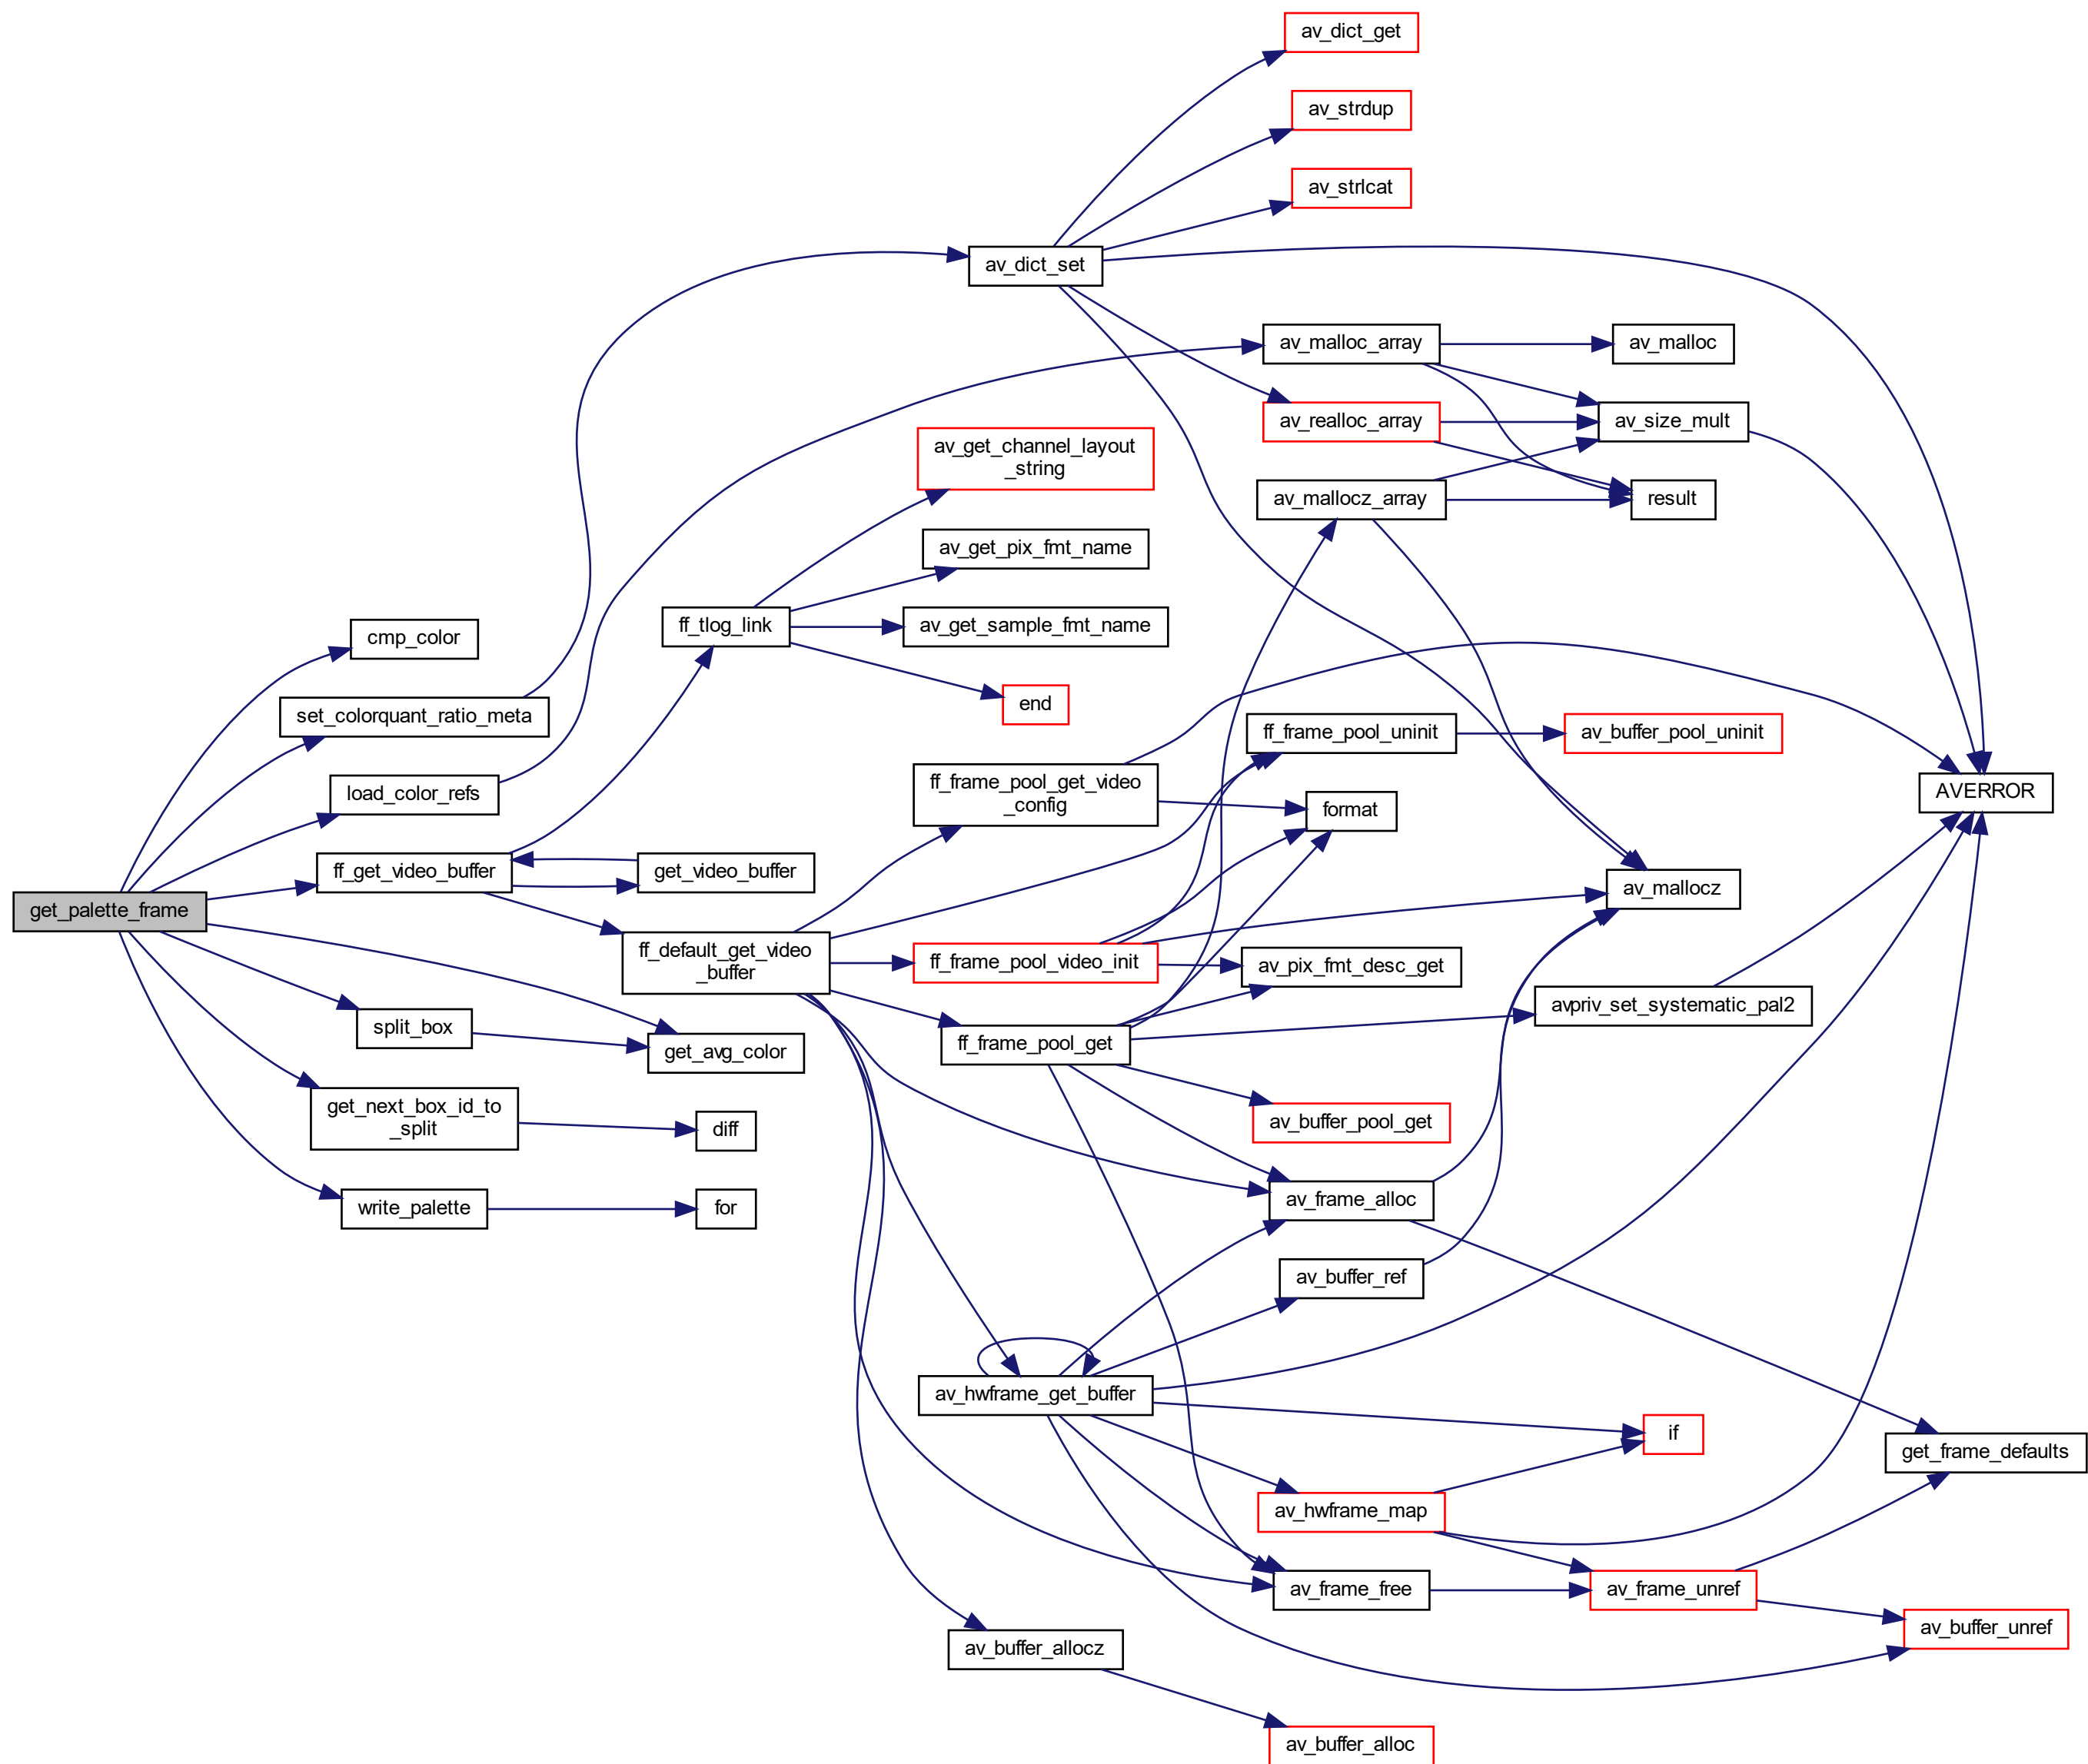 av_dict_get
av_strdup
av_strlcat
av_dict_set
av_malloc_array
av_malloc
av_realloc_array
av_size_mult
av_get_channel_layout
_string
av_mallocz_array
result
av_get_pix_fmt_name
cmp_color
ff_tlog_link
av_get_sample_fmt_name
set_colorquant_ratio_meta
end
ff_frame_pool_uninit
av_buffer_pool_uninit
load_color_refs
ff_frame_pool_get_video
_config
format
AVERROR
ff_get_video_buffer
get_video_buffer
av_mallocz
get_palette_frame
ff_default_get_video
_buffer
ff_frame_pool_video_init
av_pix_fmt_desc_get
avpriv_set_systematic_pal2
split_box
get_avg_color
ff_frame_pool_get
get_next_box_id_to
_split
diff
av_buffer_pool_get
write_palette
for
av_frame_alloc
av_buffer_ref
av_hwframe_get_buffer
if
get_frame_defaults
av_hwframe_map
av_frame_free
av_frame_unref
av_buffer_unref
av_buffer_allocz
av_buffer_alloc